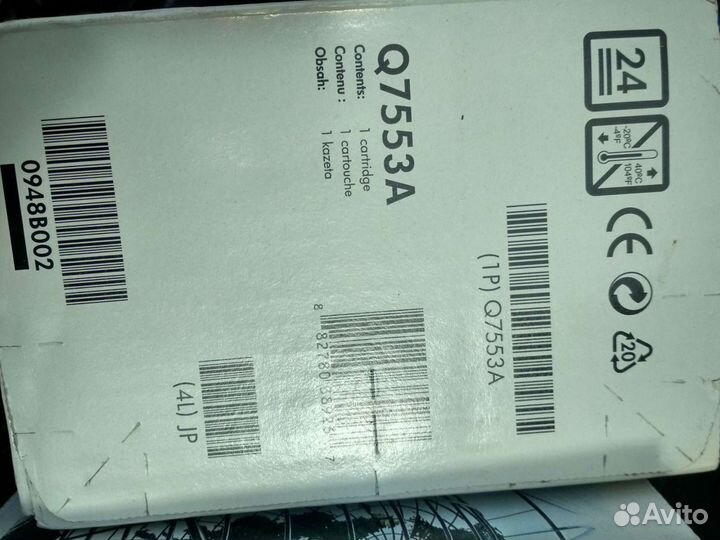 Q7553A
Contents: 1 cartridge
Contenu : 1 cartouche
Obsah: 1 kazeta
24
-20ºC
-4ºF
40ºC
104ºF
CE
20
(1P) Q7553A
0948B002
(4L) JP
Avito